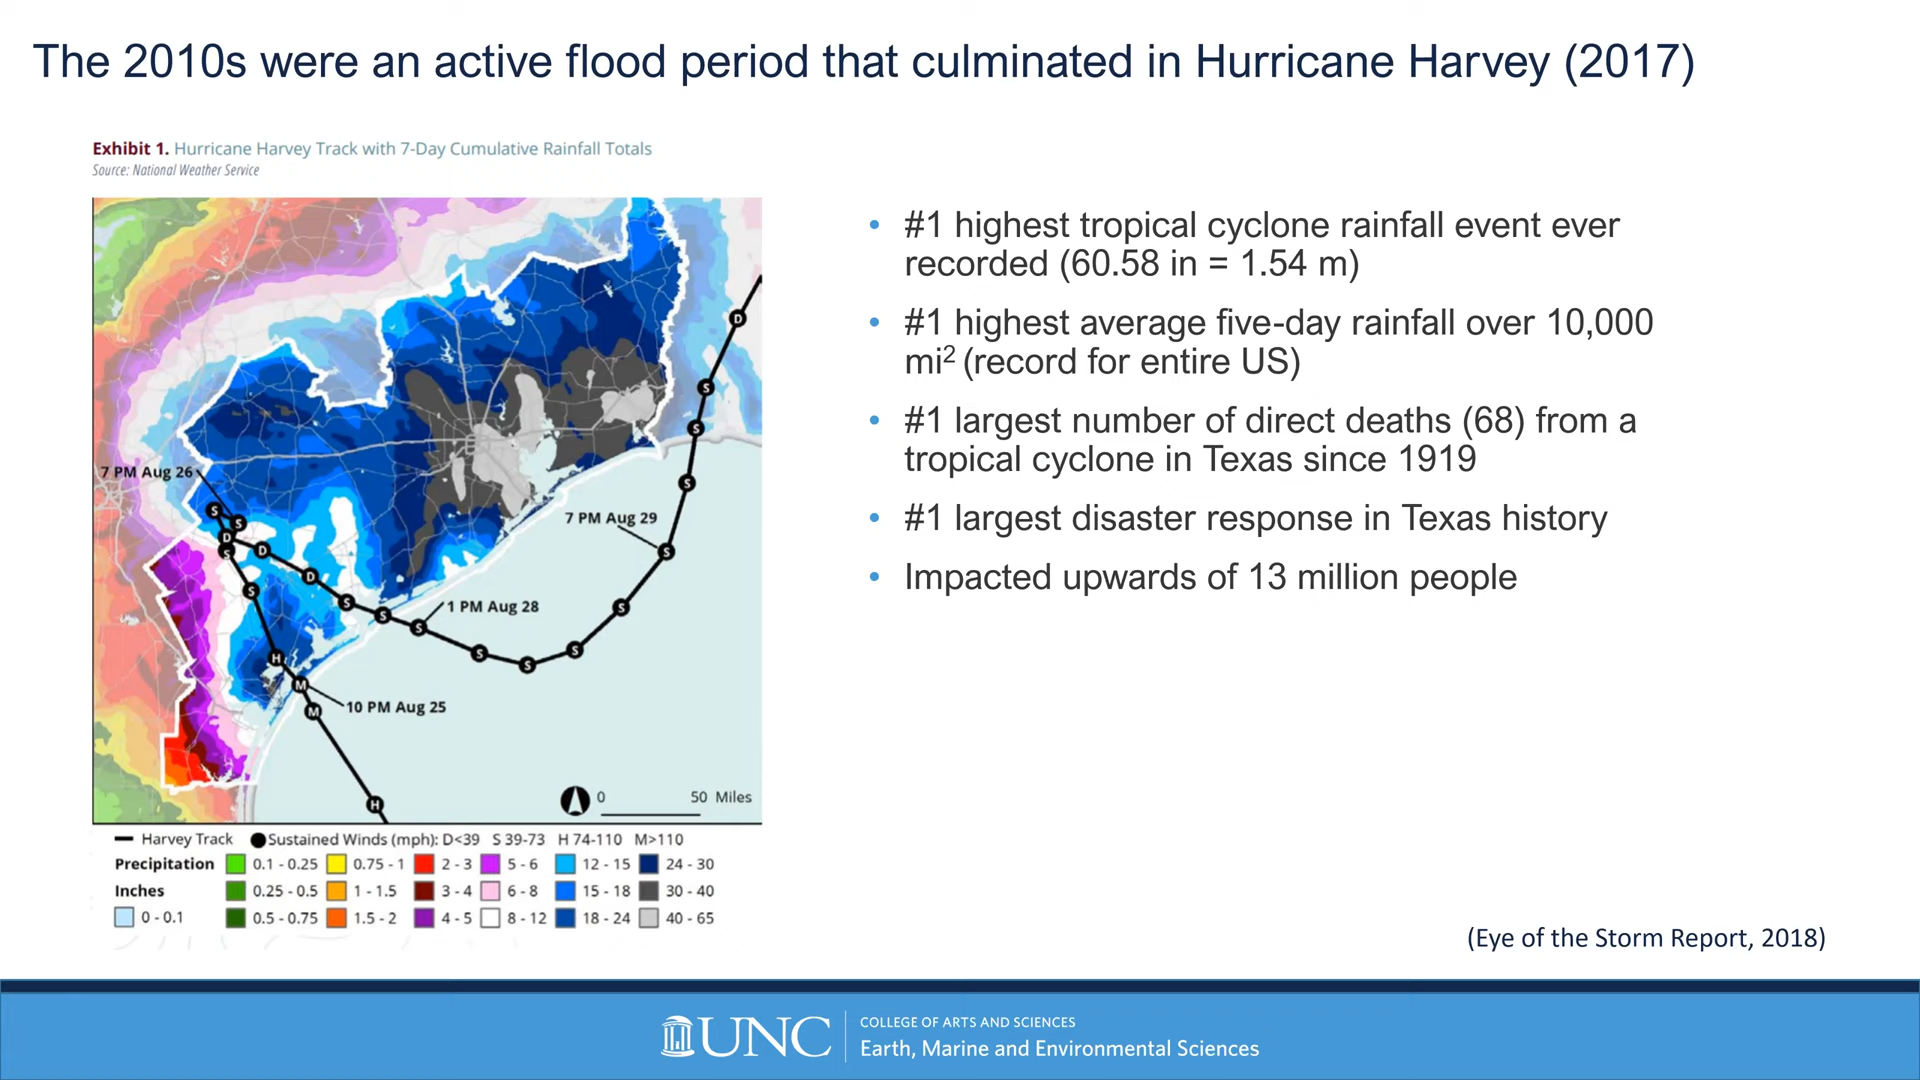 The 2010s were an active flood period that culminated in Hurricane Harvey (2017)
Exhibit 1. Hurricane Harvey Track with 7-Day Cumulative Rainfall Totals
Source: National Weather Service
D
S
S
7 PM Aug 26
S
S
D
S
D
S
7 PM Aug 29
S
D
S
S
S
1 PM Aug 28
S
S
S
S
S
H
M
10 PM Aug 25
M
H
0 50 Miles
Harvey Track Sustained Winds (mph): D<39 S 39-73 H 74-110 M>110
Precipitation 0.1 - 0.25 0.75 - 1 2 - 3 5 - 6 12 - 15 24 - 30
Inches 0.25 - 0.5 1 - 1.5 3 - 4 6 - 8 15 - 18 30 - 40
0 - 0.1 0.5 - 0.75 1.5 - 2 4 - 5 8 - 12 18 - 24 40 - 65
• #1 highest tropical cyclone rainfall event ever
recorded (60.58 in = 1.54 m)
• #1 highest average five-day rainfall over 10,000
mi² (record for entire US)
• #1 largest number of direct deaths (68) from a
tropical cyclone in Texas since 1919
• #1 largest disaster response in Texas history
• Impacted upwards of 13 million people
(Eye of the Storm Report, 2018)
UNC
COLLEGE OF ARTS AND SCIENCES
Earth, Marine and Environmental Sciences